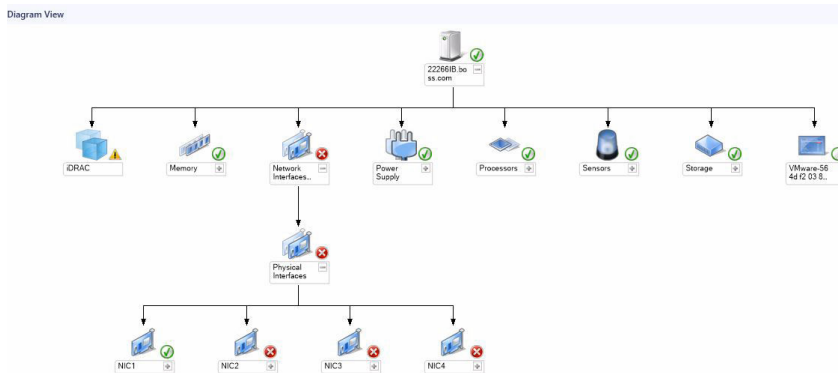 Diagram View
22266IB.bo
ss.com
iDRAC
Memory
Network
Interfaces..
Power
Supply
Processors
Sensors
Storage
VMware-56
4d f2 03 8..
Physical
Interfaces
NIC1
NIC2
NIC3
NIC4